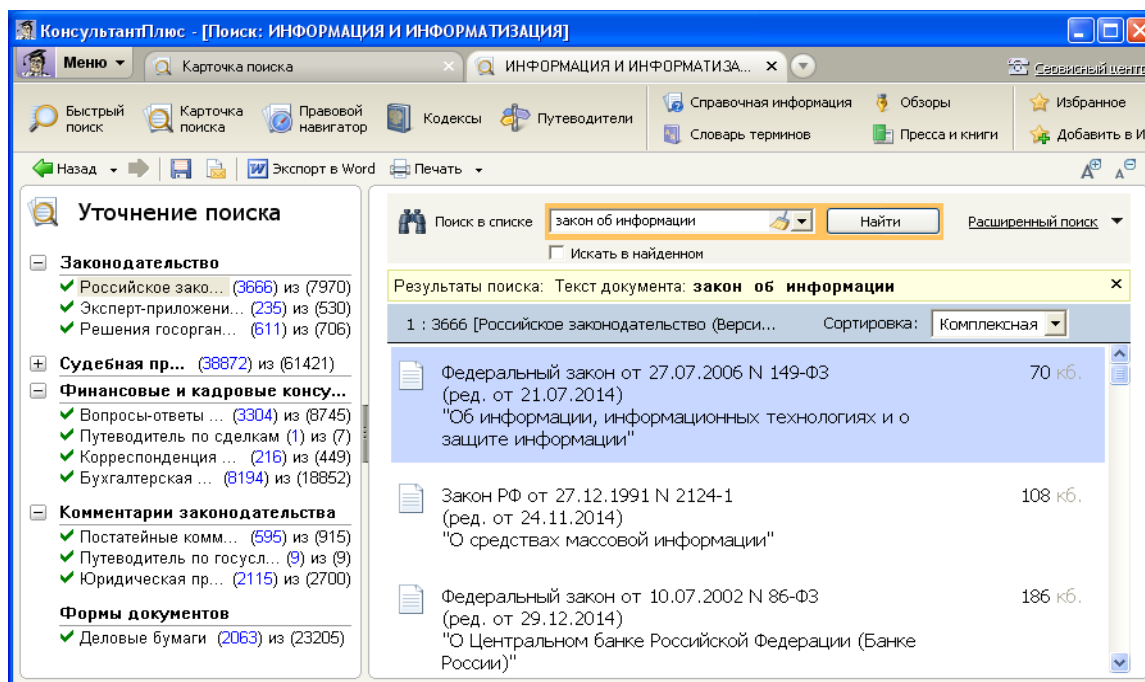 КонсультантПлюс - [Поиск: ИНФОРМАЦИЯ И ИНФОРМАТИЗАЦИЯ]
Меню Карточка поиска ИНФОРМАЦИЯ И ИНФОРМАТИЗА... Сервисный центр
Быстрый поиск Карточка поиска Правовой навигатор Кодексы Путеводители Справочная информация Обзоры Избранное
Словарь терминов Пресса и книги Добавить в И
Назад Экспорт в Word Печать A A
Уточнение поиска
Законодательство
Российское зако... (3666) из (7970)
Эксперт-приложени... (235) из (530)
Решения госорган... (611) из (706)
Судебная пр... (38872) из (61421)
Финансовые и кадровые консу...
Вопросы-ответы ... (3304) из (8745)
Путеводитель по сделкам (1) из (7)
Корреспонденция ... (216) из (449)
Бухгалтерская ... (8194) из (18852)
Комментарии законодательства
Постатейные комм... (595) из (915)
Путеводитель по госусл... (9) из (9)
Юридическая пр... (2115) из (2700)
Формы документов
Деловые бумаги (2063) из (23205)
Поиск в списке закон об информации Найти Расширенный поиск
Искать в найденном
Результаты поиска: Текст документа: закон об информации
1 : 3666 [Российское законодательство (Верси... Сортировка: Комплексная
Федеральный закон от 27.07.2006 N 149-ФЗ 70 кб.
(ред. от 21.07.2014)
"Об информации, информационных технологиях и о
защите информации"
Закон РФ от 27.12.1991 N 2124-1 108 кб.
(ред. от 24.11.2014)
"О средствах массовой информации"
Федеральный закон от 10.07.2002 N 86-ФЗ 186 кб.
(ред. от 29.12.2014)
"О Центральном банке Российской Федерации (Банке
России)"